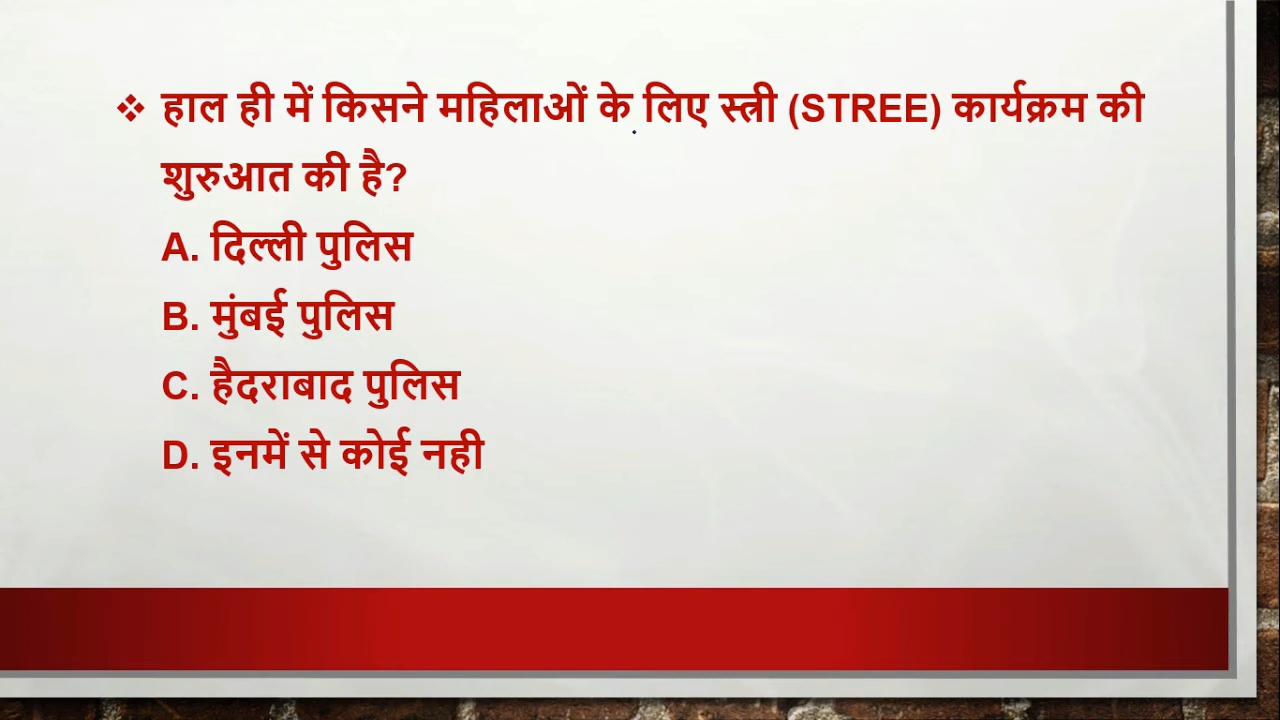 ❖ हाल ही में किसने महिलाओं के लिए स्त्री (STREE) कार्यक्रम की
शुरुआत की है?
A. दिल्ली पुलिस
B. मुंबई पुलिस
C. हैदराबाद पुलिस
D. इनमें से कोई नही